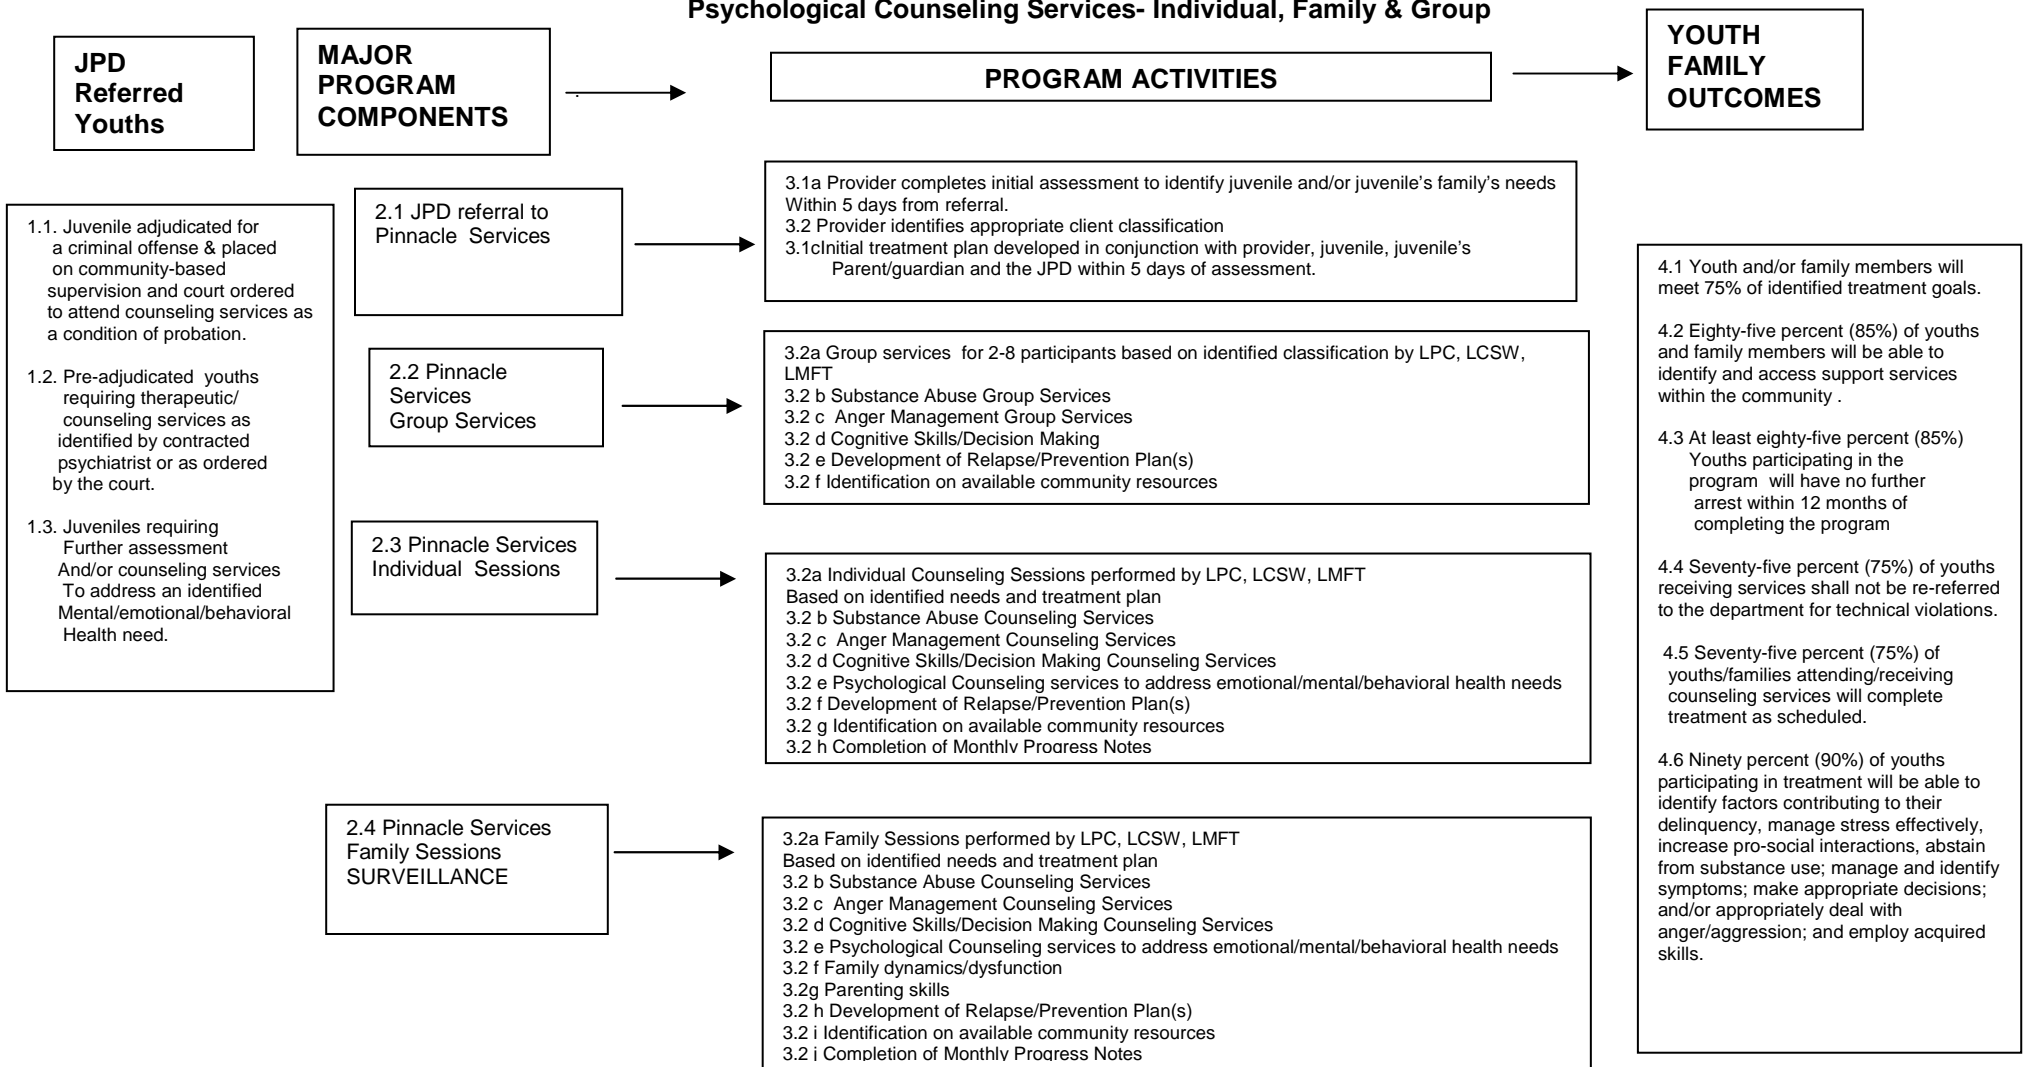 Psychological Counseling Services- Individual, Family & Group
JPD
Referred
Youths
MAJOR
PROGRAM
COMPONENTS
PROGRAM ACTIVITIES
YOUTH
FAMILY
OUTCOMES
1.1. Juvenile adjudicated for
a criminal offense & placed
on community-based
supervision and court ordered
to attend counseling services as
a condition of probation.
1.2. Pre-adjudicated youths
requiring therapeutic/
counseling services as
identified by contracted
psychiatrist or as ordered
by the court.
1.3. Juveniles requiring
Further assessment
And/or counseling services
To address an identified
Mental/emotional/behavioral
Health need.
2.1 JPD referral to
Pinnacle Services
3.1a Provider completes initial assessment to identify juvenile and/or juvenile's family's needs
Within 5 days from referral.
3.2 Provider identifies appropriate client classification
3.1cInitial treatment plan developed in conjunction with provider, juvenile, juvenile's
Parent/guardian and the JPD within 5 days of assessment.
2.2 Pinnacle
Services
Group Services
3.2a Group services for 2-8 participants based on identified classification by LPC, LCSW,
LMFT
3.2 b Substance Abuse Group Services
3.2 c Anger Management Group Services
3.2 d Cognitive Skills/Decision Making
3.2 e Development of Relapse/Prevention Plan(s)
3.2 f Identification on available community resources
2.3 Pinnacle Services
Individual Sessions
3.2a Individual Counseling Sessions performed by LPC, LCSW, LMFT
Based on identified needs and treatment plan
3.2 b Substance Abuse Counseling Services
3.2 c Anger Management Counseling Services
3.2 d Cognitive Skills/Decision Making Counseling Services
3.2 e Psychological Counseling services to address emotional/mental/behavioral health needs
3.2 f Development of Relapse/Prevention Plan(s)
3.2 g Identification on available community resources
3.2 h Completion of Monthly Progress Notes
2.4 Pinnacle Services
Family Sessions
SURVEILLANCE
3.2a Family Sessions performed by LPC, LCSW, LMFT
Based on identified needs and treatment plan
3.2 b Substance Abuse Counseling Services
3.2 c Anger Management Counseling Services
3.2 d Cognitive Skills/Decision Making Counseling Services
3.2 e Psychological Counseling services to address emotional/mental/behavioral health needs
3.2 f Family dynamics/dysfunction
3.2g Parenting skills
3.2 h Development of Relapse/Prevention Plan(s)
3.2 i Identification on available community resources
3.2 j Completion of Monthly Progress Notes
4.1 Youth and/or family members will
meet 75% of identified treatment goals.
4.2 Eighty-five percent (85%) of youths
and family members will be able to
identify and access support services
within the community .
4.3 At least eighty-five percent (85%)
Youths participating in the
program will have no further
arrest within 12 months of
completing the program
4.4 Seventy-five percent (75%) of youths
receiving services shall not be re-referred
to the department for technical violations.
4.5 Seventy-five percent (75%) of
youths/families attending/receiving
counseling services will complete
treatment as scheduled.
4.6 Ninety percent (90%) of youths
participating in treatment will be able to
identify factors contributing to their
delinquency, manage stress effectively,
increase pro-social interactions, abstain
from substance use; manage and identify
symptoms; make appropriate decisions;
and/or appropriately deal with
anger/aggression; and employ acquired
skills.